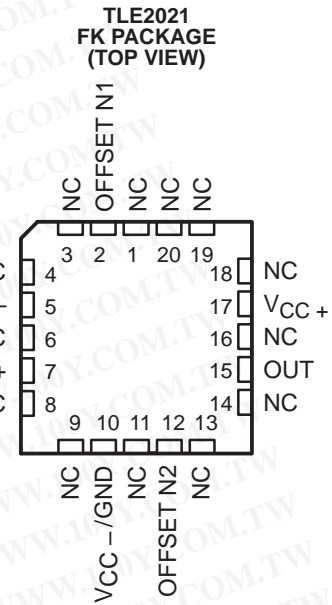 TLE2021
FK PACKAGE
(TOP VIEW)
NC
OFFSET N1
NC
NC
NC
3 2 1 20 19
4 18 NC
5 17 VCC +
6 16 NC
7 15 OUT
8 14 NC
9 10 11 12 13
NC
VCC – /GND
NC
OFFSET N2
NC